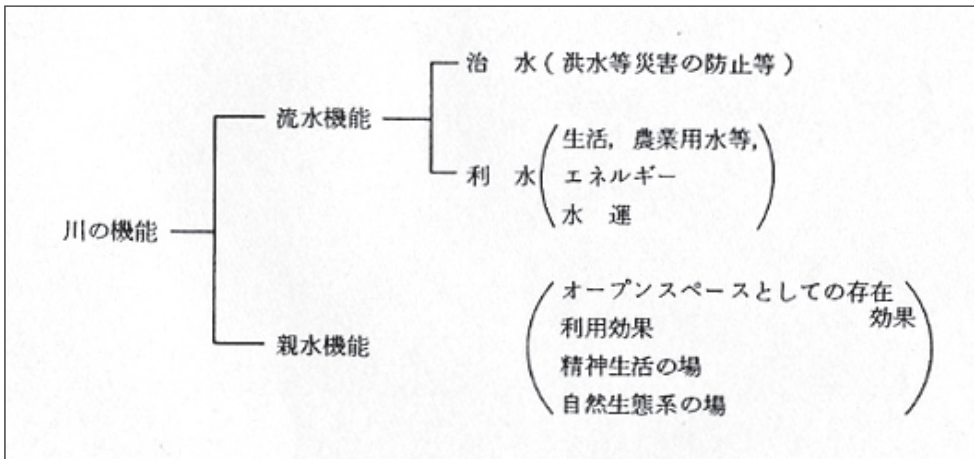 治 水(洪水等災害の防止等)
流水機能
生活,農業用水等,
利 水 エネルギー
水 運
川の機能
オープンスペースとしての存在
効果
利用効果
親水機能
精神生活の場
自然生態系の場